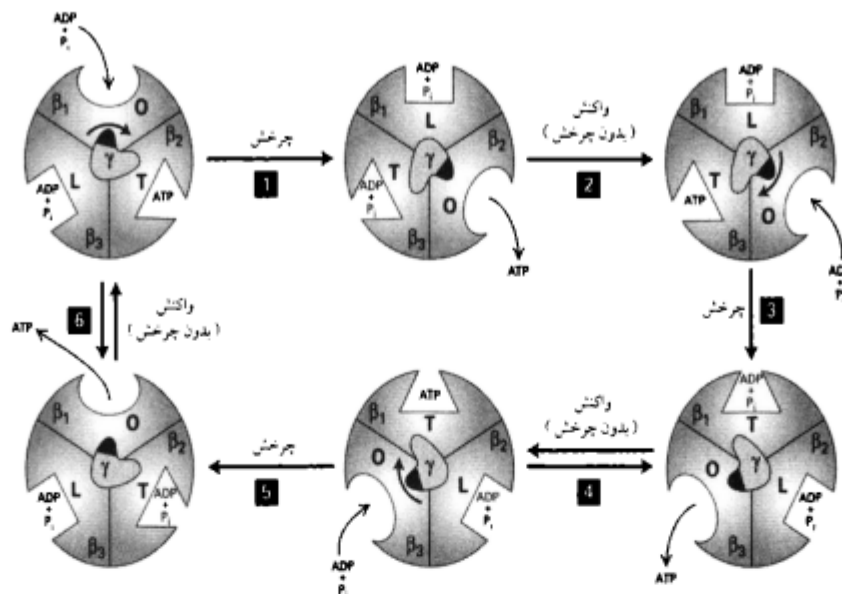 ADP
+
Pi
β1
O
β2
γ
L
T
ADP
+
Pi
ATP
β3
چرخش
1
ADP
+
Pi
β1
L
β2
γ
T
ADP
+
Pi
O
β3
ATP
واکنش
(بدون چرخش)
2
ADP
+
Pi
β1
L
β2
γ
T
ATP
O
β3
چرخش
3
6
واکنش
(بدون چرخش)
ATP
β1
O
β2
γ
L
T
ADP
+
Pi
ADP
+
Pi
β3
چرخش
5
ATP
β1
T
β2
O
γ
L
ADP
+
Pi
β3
ADP
+
واکنش
(بدون چرخش)
4
ADP
+
Pi
β1
T
β2
O
γ
L
ADP
+
Pi
β3
ATP